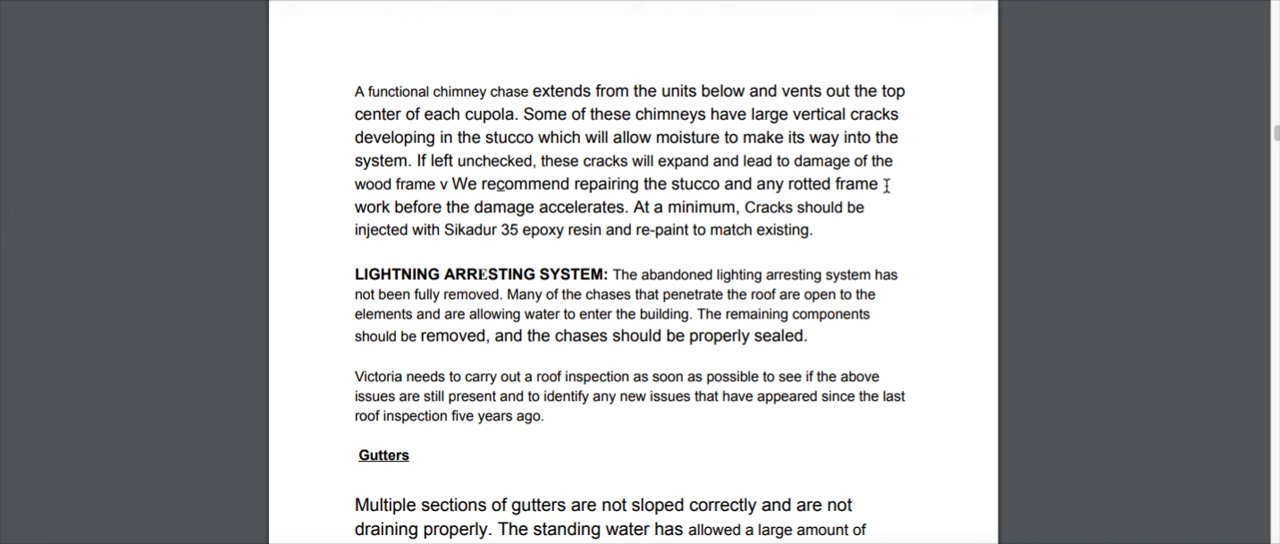 A functional chimney chase extends from the units below and vents out the top
center of each cupola. Some of these chimneys have large vertical cracks
developing in the stucco which will allow moisture to make its way into the
system. If left unchecked, these cracks will expand and lead to damage of the
wood frame v We recommend repairing the stucco and any rotted frame
work before the damage accelerates. At a minimum, Cracks should be
injected with Sikadur 35 epoxy resin and re-paint to match existing.
LIGHTNING ARRESTING SYSTEM: The abandoned lighting arresting system has
not been fully removed. Many of the chases that penetrate the roof are open to the
elements and are allowing water to enter the building. The remaining components
should be removed, and the chases should be properly sealed.
Victoria needs to carry out a roof inspection as soon as possible to see if the above
issues are still present and to identify any new issues that have appeared since the last
roof inspection five years ago.
Gutters
Multiple sections of gutters are not sloped correctly and are not
draining properly. The standing water has allowed a large amount of